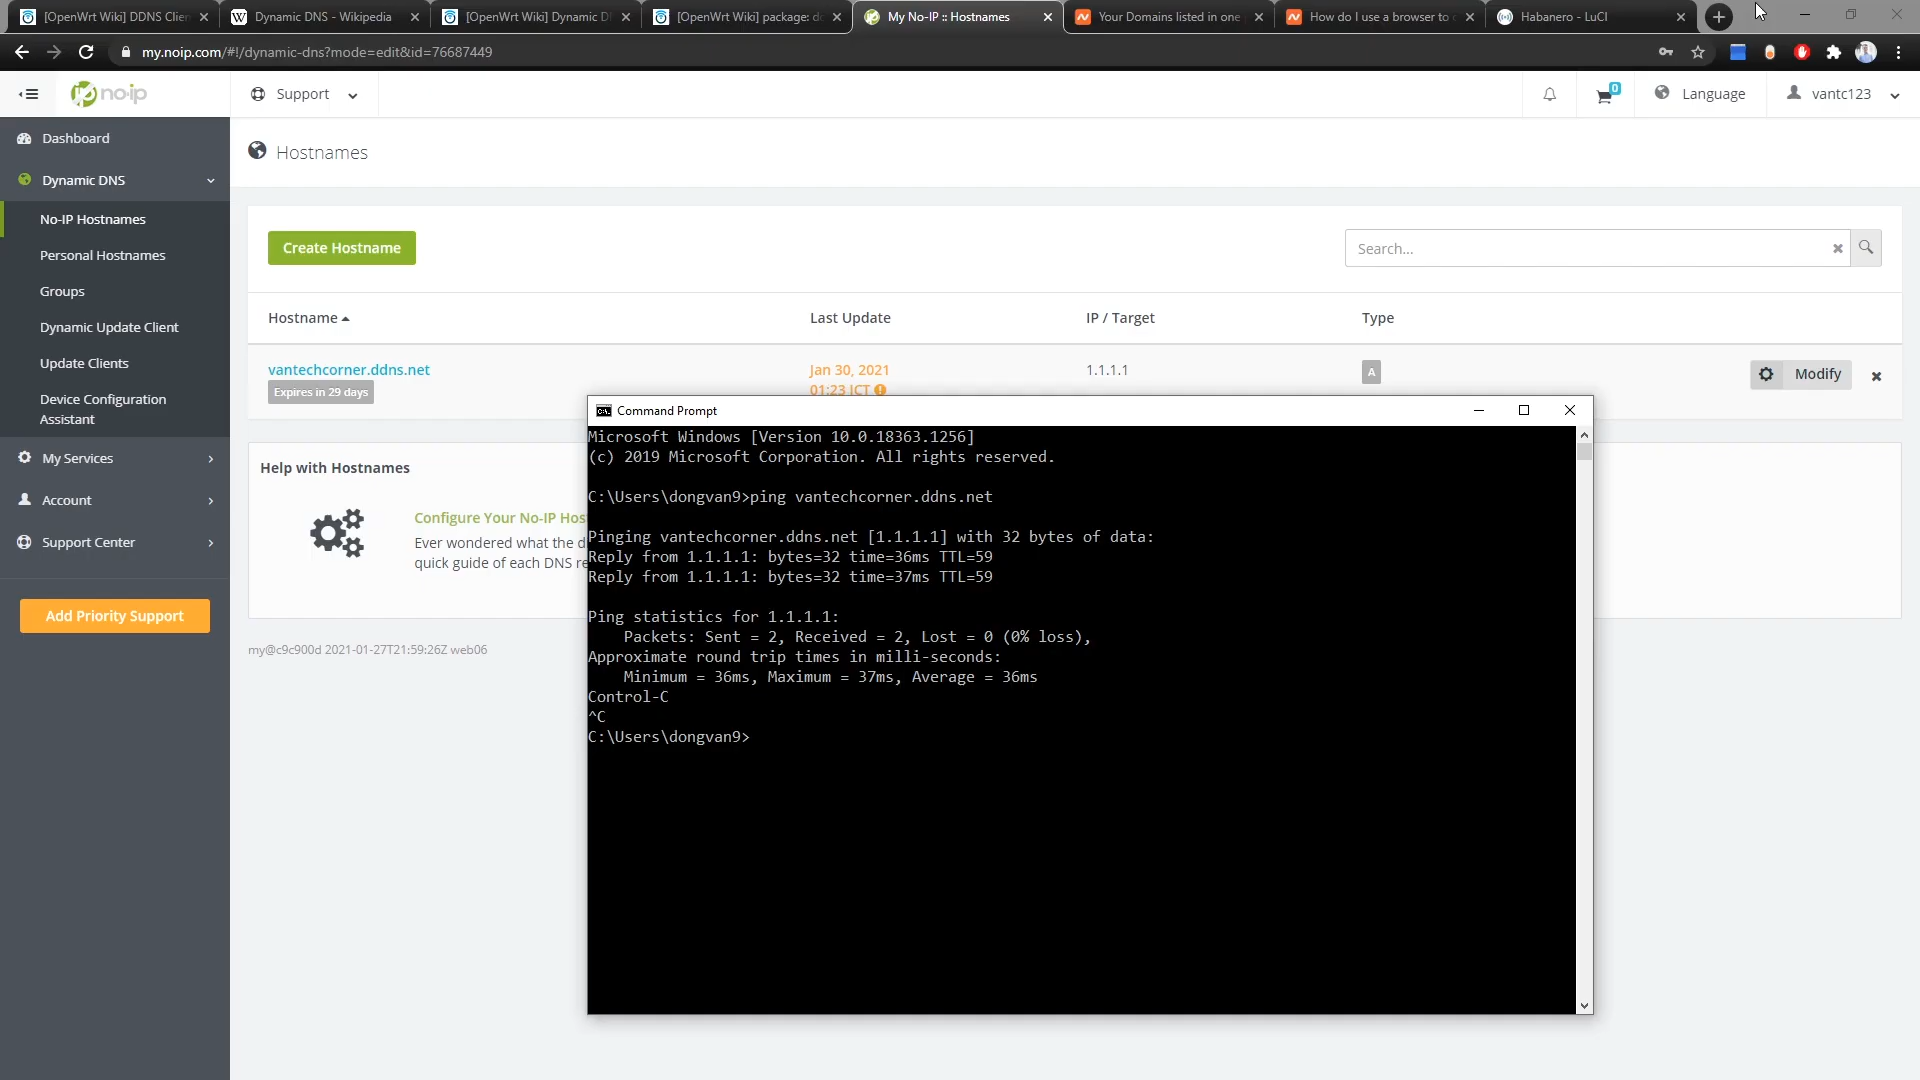 [OpenWrt Wiki] DDNS Clien
Dynamic DNS - Wikipedia
[OpenWrt Wiki] Dynamic D
[OpenWrt Wiki] package: d
My No-IP :: Hostnames
Your Domains listed in one
How do I use a browser to
Habanero - LuCI
my.noip.com/#!/dynamic-dns?mode=edit&id=76687449
no-ip
Support
0
Language
vantc123
Dashboard
Dynamic DNS
No-IP Hostnames
Personal Hostnames
Groups
Dynamic Update Client
Update Clients
Device Configuration
Assistant
My Services
Account
Support Center
Add Priority Support
Hostnames
Create Hostname
Search...
Hostname
Last Update
IP / Target
Type
vantechcorner.ddns.net
Expires in 29 days
Jan 30, 2021
01:23 ICT
1.1.1.1
A
Modify
Help with Hostnames
Configure Your No-IP Hos
Ever wondered what the d
quick guide of each DNS re
my@c9c900d 2021-01-27T21:59:26Z web06
Command Prompt
Microsoft Windows [Version 10.0.18363.1256]
(c) 2019 Microsoft Corporation. All rights reserved.
C:\Users\dongvan9>ping vantechcorner.ddns.net
Pinging vantechcorner.ddns.net [1.1.1.1] with 32 bytes of data:
Reply from 1.1.1.1: bytes=32 time=36ms TTL=59
Reply from 1.1.1.1: bytes=32 time=37ms TTL=59
Ping statistics for 1.1.1.1:
Packets: Sent = 2, Received = 2, Lost = 0 (0% loss),
Approximate round trip times in milli-seconds:
Minimum = 36ms, Maximum = 37ms, Average = 36ms
Control-C
^C
C:\Users\dongvan9>